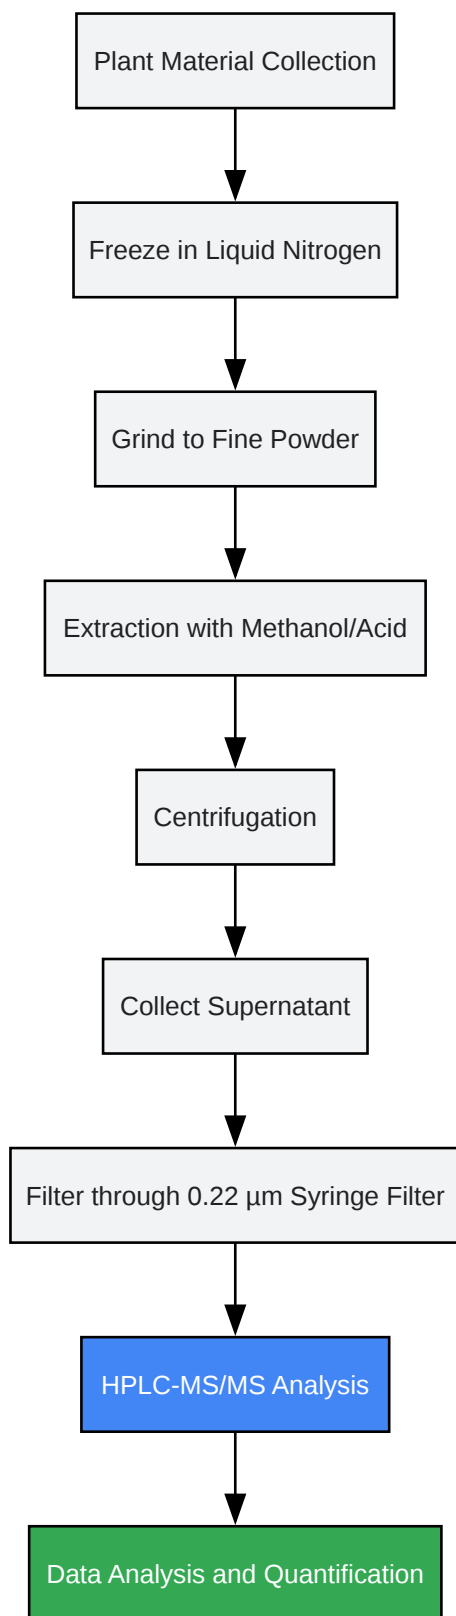 Plant Material Collection
Freeze in Liquid Nitrogen
Grind to Fine Powder
Extraction with Methanol/Acid
Centrifugation
Collect Supernatant
Filter through 0.22 µm Syringe Filter
HPLC-MS/MS Analysis
Data Analysis and Quantification